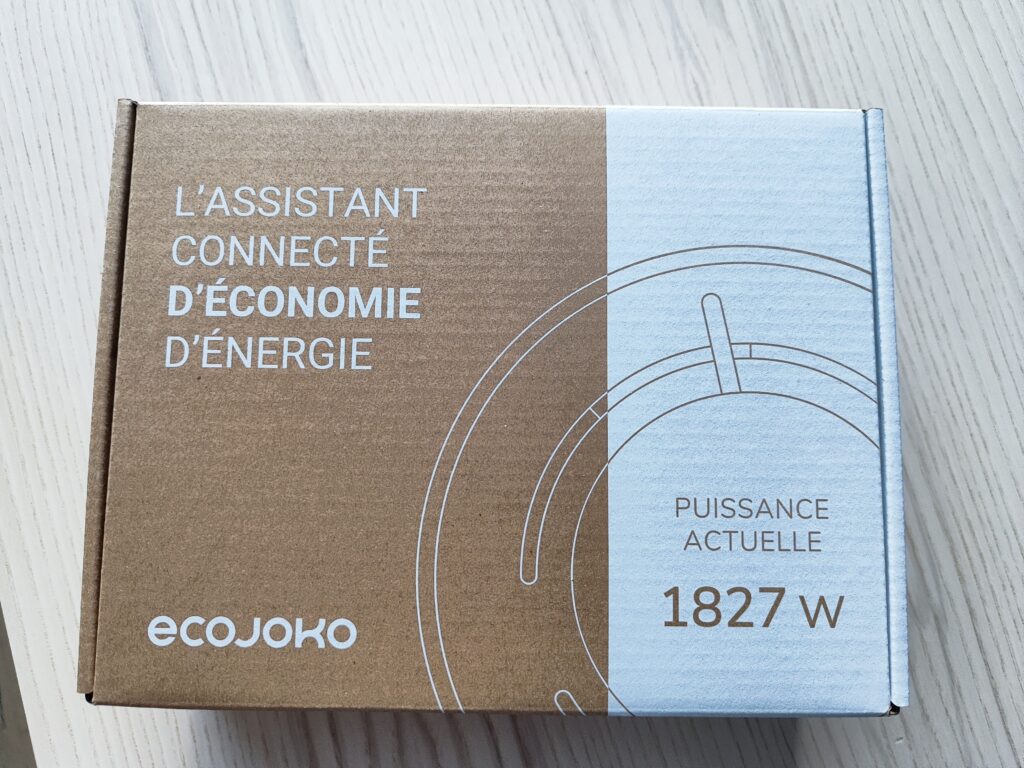 L'ASSISTANT
CONNECTÉ
D'ÉCONOMIE
D'ÉNERGIE
ecojoko
PUISSANCE
ACTUELLE
1827 W